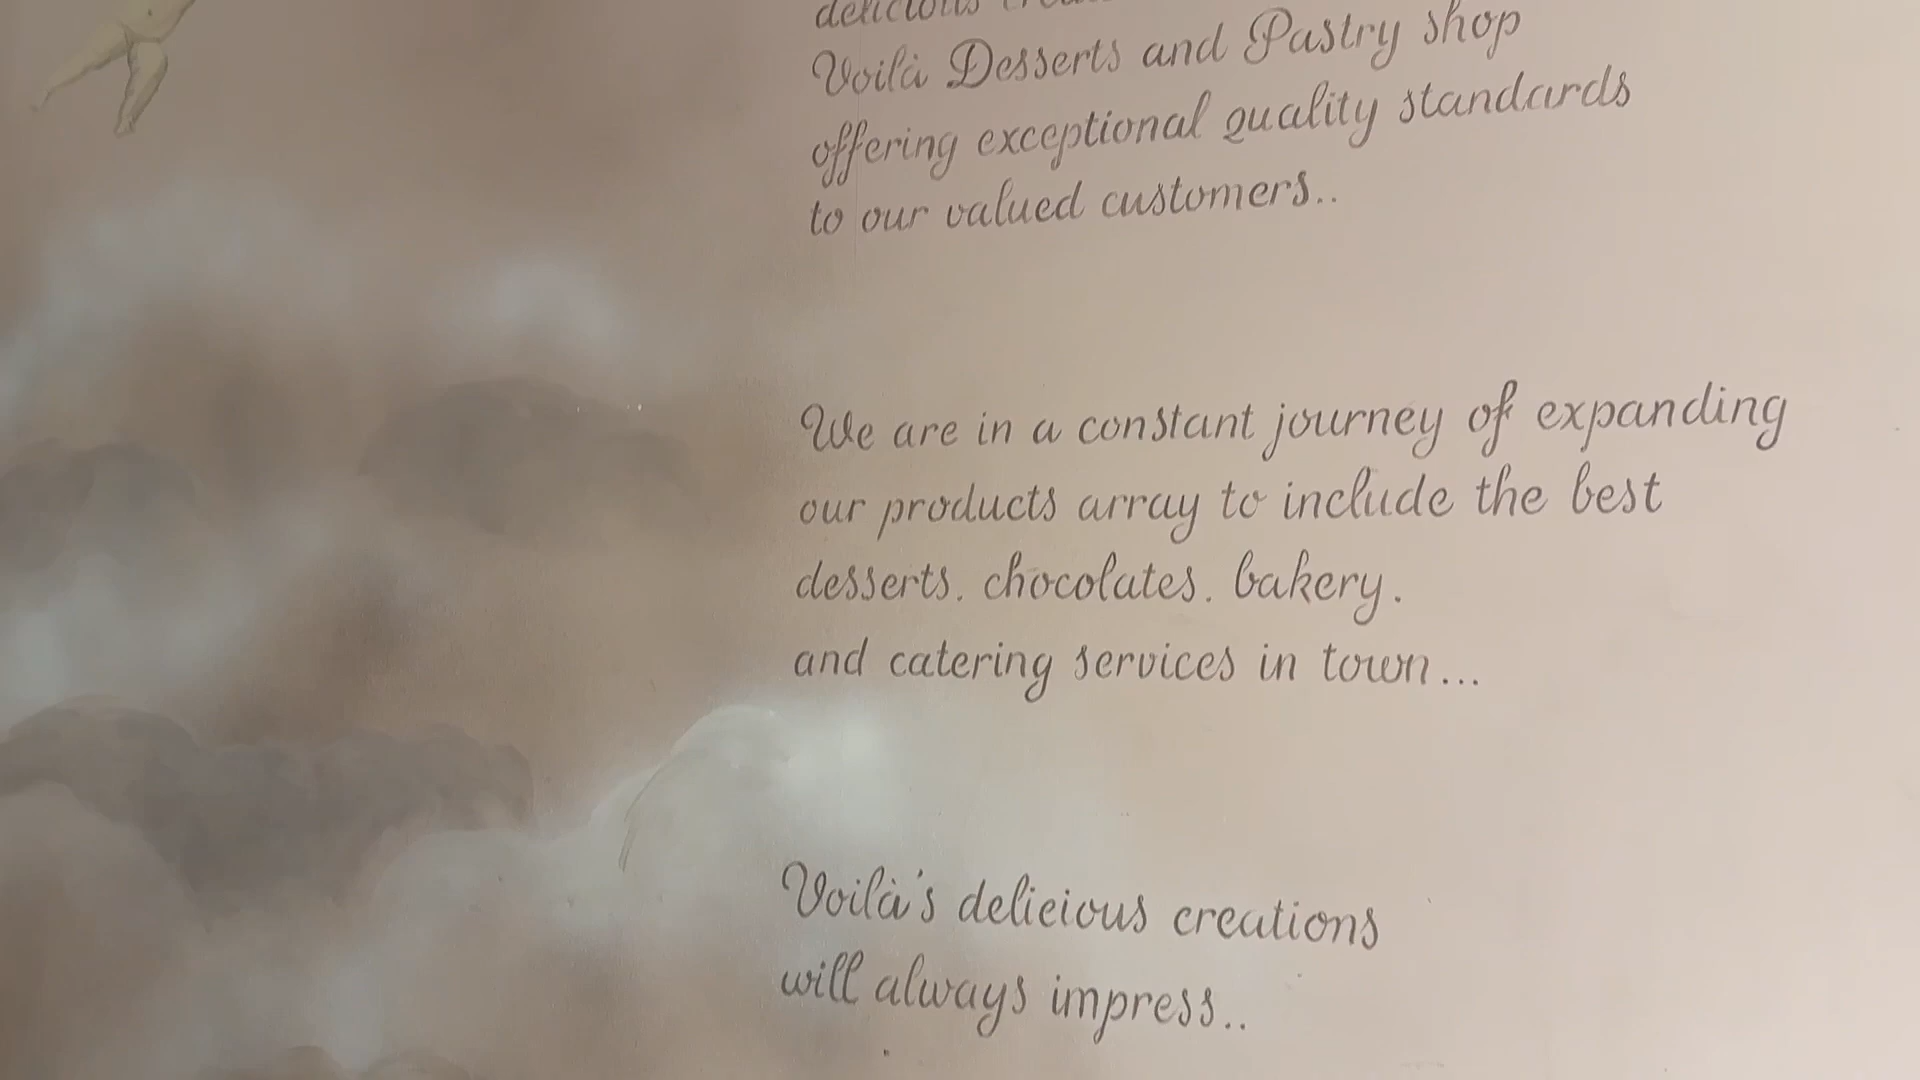 delicious
Voilà Desserts and Pastry shop
offering exceptional quality standards
to our valued customers..
We are in a constant journey of expanding
our products array to include the best
desserts. chocolates. bakery.
and catering services in town...
Voilà's delicious creations
will always impress..